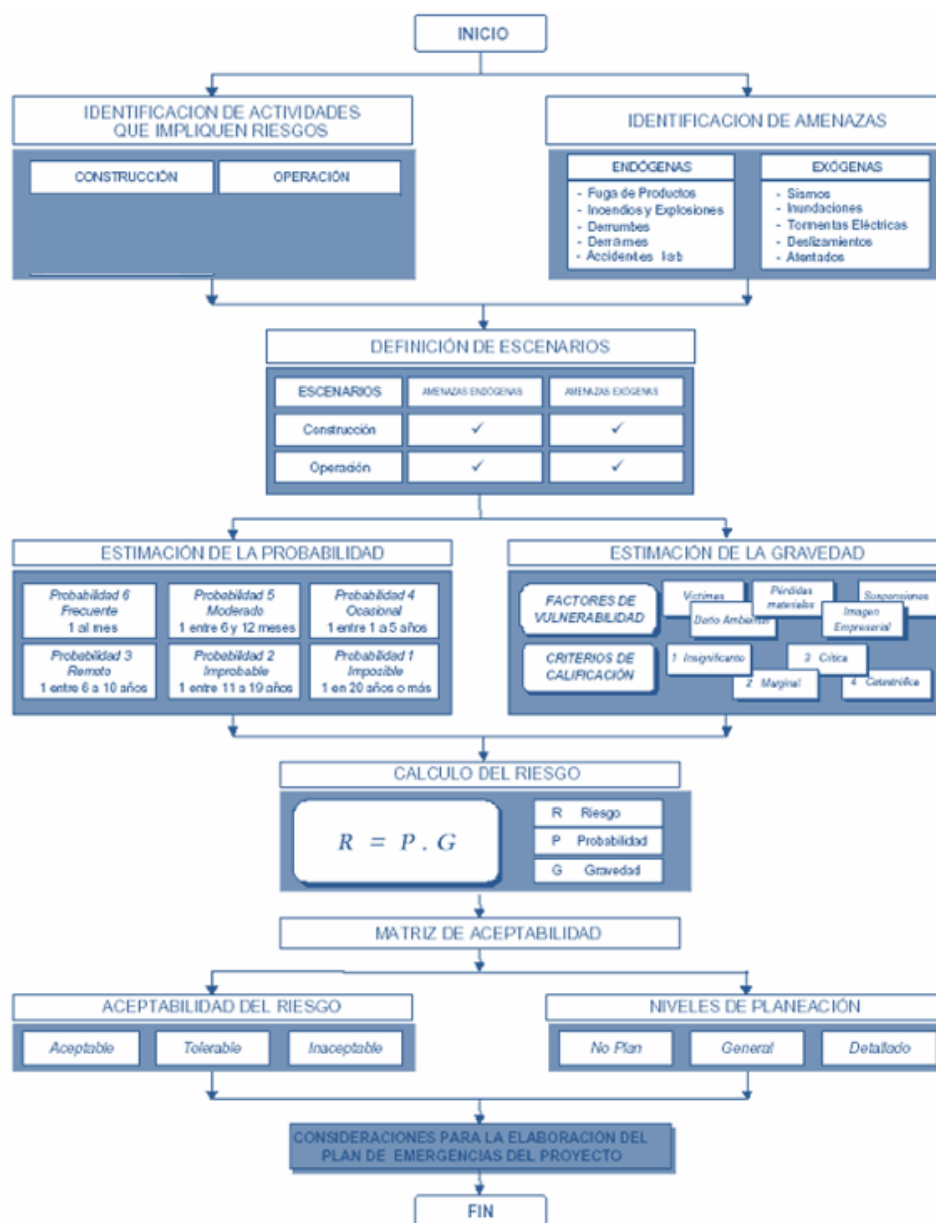 INICIO
IDENTIFICACION DE ACTIVIDADES
QUE IMPLIQUEN RIESGOS
CONSTRUCCIÓN
OPERACIÓN
IDENTIFICACION DE AMENAZAS
ENDÓGENAS
- Fuga de Productos
- Incendios y Explosiones
- Derrumbes
- Derrames
- Accidentes lab
EXÓGENAS
- Sismos
- Inundaciones
- Tormentas Eléctricas
- Deslizamientos
- Atentados
DEFINICIÓN DE ESCENARIOS
ESCENARIOS
AMENAZAS ENDÓGENAS
AMENAZAS EXÓGENAS
Construcción
✓
✓
Operación
✓
✓
ESTIMACIÓN DE LA PROBABILIDAD
Probabilidad 6
Frecuente
1 al mes
Probabilidad 5
Moderado
1 entre 6 y 12 meses
Probabilidad 4
Ocasional
1 entre 1 a 5 años
Probabilidad 3
Remoto
1 entre 6 a 10 años
Probabilidad 2
Improbable
1 entre 11 a 19 años
Probabilidad 1
Imposible
1 en 20 años o más
ESTIMACIÓN DE LA GRAVEDAD
FACTORES DE
VULNERABILIDAD
Víctimas
Daño Ambiental
Pérdidas
materiales
Imagen
Empresarial
Suspensiones
CRITERIOS DE
CALIFICACIÓN
1 Insignificante
2 Marginal
3 Crítica
4 Catastrófica
CALCULO DEL RIESGO
R = P . G
R Riesgo
P Probabilidad
G Gravedad
MATRIZ DE ACEPTABILIDAD
ACEPTABILIDAD DEL RIESGO
Aceptable
Tolerable
Inaceptable
NIVELES DE PLANEACIÓN
No Plan
General
Detallado
CONSIDERACIONES PARA LA ELABORACIÓN DEL
PLAN DE EMERGENCIAS DEL PROYECTO
FIN